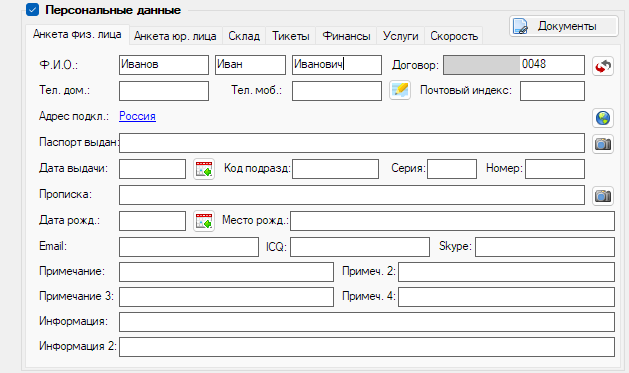 Персональные данные
Документы
Анкета физ. лица Анкета юр. лица Склад Тикеты Финансы Услуги Скорость
Ф.И.О.: Иванов Иван Иванович Договор: 0048
Тел. дом.: Тел. моб.: Почтовый индекс:
Адрес подкл.: Россия
Паспорт выдан:
Дата выдачи: Код подразд: Серия: Номер:
Прописка:
Дата рожд.: Место рожд.:
Email: ICQ: Skype:
Примечание: Примеч. 2:
Примечание 3: Примеч. 4:
Информация:
Информация 2: